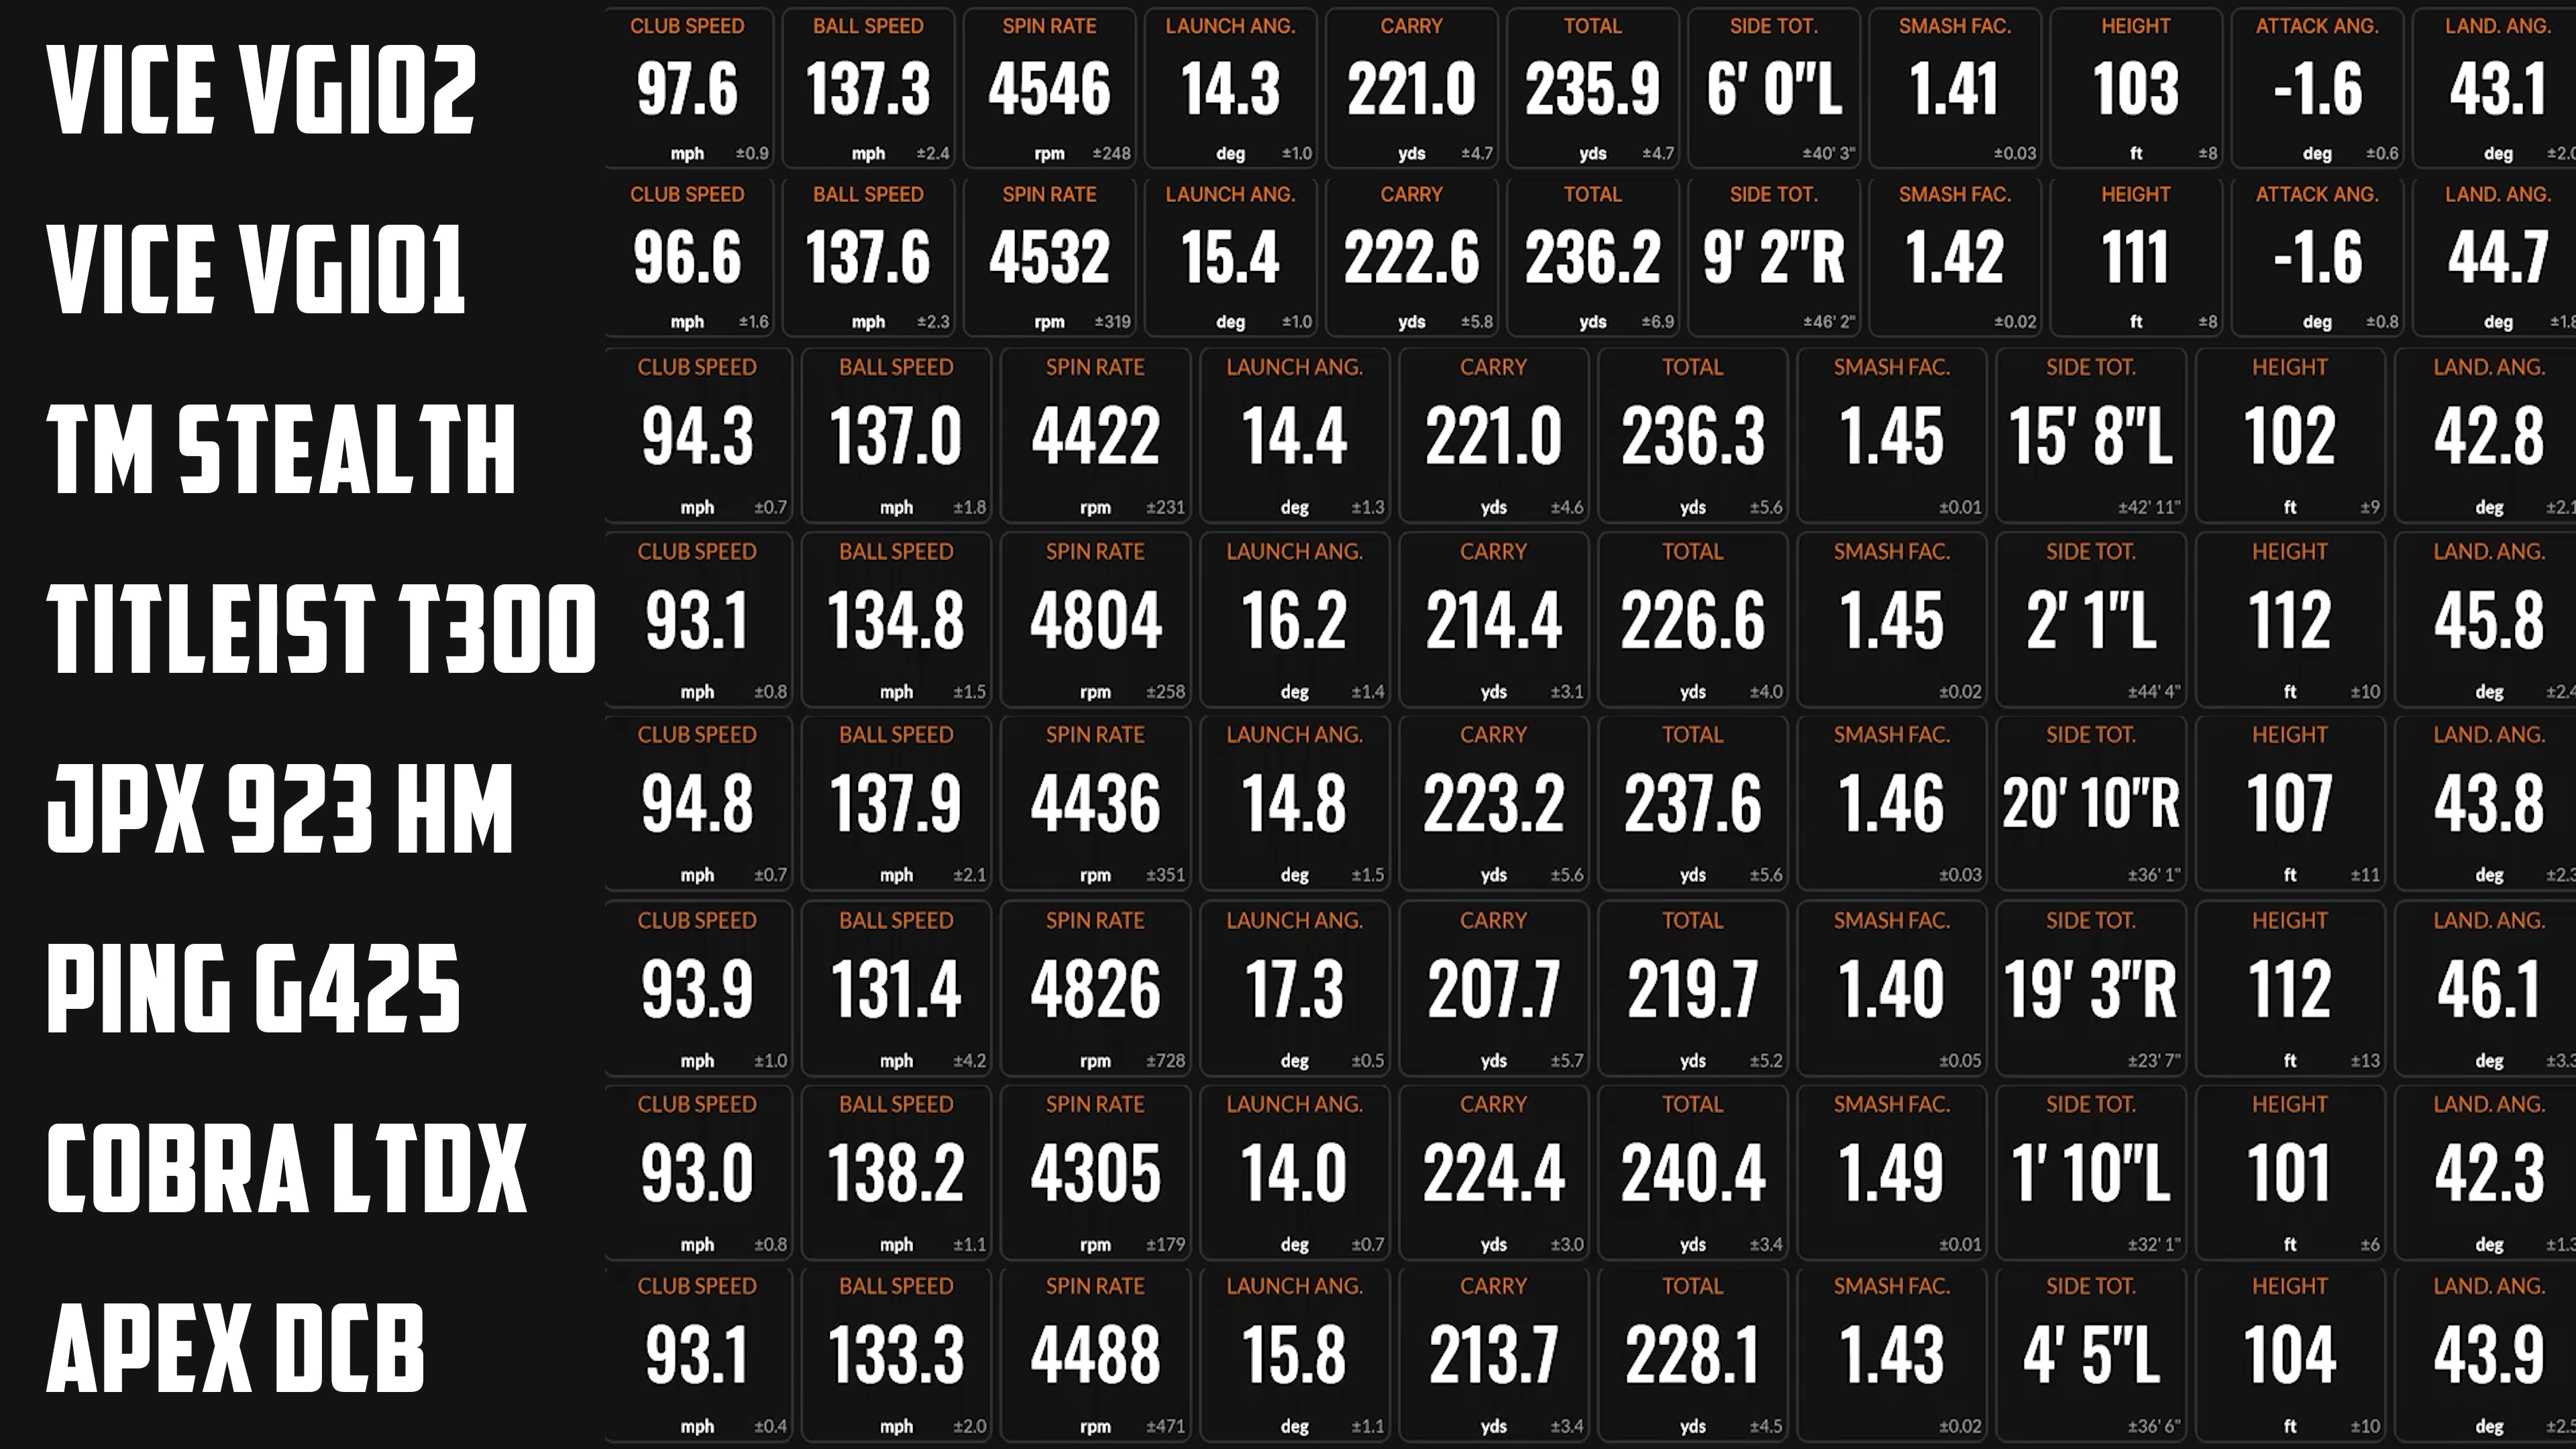 VICE VGI02
CLUB SPEED BALL SPEED SPIN RATE LAUNCH ANG. CARRY TOTAL SIDE TOT. SMASH FAC. HEIGHT ATTACK ANG. LAND. ANG.
97.6 137.3 4546 14.3 221.0 235.9 6' 0"L 1.41 103 -1.6 43.1
mph ±0.9 mph ±2.4 rpm ±248 deg ±1.0 yds ±4.7 yds ±4.7 ±40' 3" ±0.03 ft ±8 deg ±0.6 deg ±2.0
VICE VGI01
CLUB SPEED BALL SPEED SPIN RATE LAUNCH ANG. CARRY TOTAL SIDE TOT. SMASH FAC. HEIGHT ATTACK ANG. LAND. ANG.
96.6 137.6 4532 15.4 222.6 236.2 9' 2"R 1.42 111 -1.6 44.7
mph ±1.6 mph ±2.3 rpm ±319 deg ±1.0 yds ±5.8 yds ±6.9 ±46' 2" ±0.02 ft ±8 deg ±0.8 deg ±1.8
TM STEALTH
CLUB SPEED BALL SPEED SPIN RATE LAUNCH ANG. CARRY TOTAL SMASH FAC. SIDE TOT. HEIGHT LAND. ANG.
94.3 137.0 4422 14.4 221.0 236.3 1.45 15' 8"L 102 42.8
mph ±0.7 mph ±1.8 rpm ±231 deg ±1.3 yds ±4.6 yds ±5.6 ±0.01 ±42' 11" ft ±9 deg ±2.1
TITLEIST T300
CLUB SPEED BALL SPEED SPIN RATE LAUNCH ANG. CARRY TOTAL SMASH FAC. SIDE TOT. HEIGHT LAND. ANG.
93.1 134.8 4804 16.2 214.4 226.6 1.45 2' 1"L 112 45.8
mph ±0.8 mph ±1.5 rpm ±258 deg ±1.4 yds ±3.1 yds ±4.0 ±0.02 ±44' 4" ft ±10 deg ±2.4
JPX 923 HM
CLUB SPEED BALL SPEED SPIN RATE LAUNCH ANG. CARRY TOTAL SMASH FAC. SIDE TOT. HEIGHT LAND. ANG.
94.8 137.9 4436 14.8 223.2 237.6 1.46 20' 10"R 107 43.8
mph ±0.7 mph ±2.1 rpm ±351 deg ±1.5 yds ±5.6 yds ±5.6 ±0.03 ±36' 1" ft ±11 deg ±2.3
PING G425
CLUB SPEED BALL SPEED SPIN RATE LAUNCH ANG. CARRY TOTAL SMASH FAC. SIDE TOT. HEIGHT LAND. ANG.
93.9 131.4 4826 17.3 207.7 219.7 1.40 19' 3"R 112 46.1
mph ±1.0 mph ±4.2 rpm ±728 deg ±0.5 yds ±5.7 yds ±5.2 ±0.05 ±23' 7" ft ±13 deg ±3.3
COBRA LTDX
CLUB SPEED BALL SPEED SPIN RATE LAUNCH ANG. CARRY TOTAL SMASH FAC. SIDE TOT. HEIGHT LAND. ANG.
93.0 138.2 4305 14.0 224.4 240.4 1.49 1' 10"L 101 42.3
mph ±0.8 mph ±1.1 rpm ±179 deg ±0.7 yds ±3.0 yds ±3.4 ±0.01 ±32' 1" ft ±6 deg ±1.3
APEX DCB
CLUB SPEED BALL SPEED SPIN RATE LAUNCH ANG. CARRY TOTAL SMASH FAC. SIDE TOT. HEIGHT LAND. ANG.
93.1 133.3 4488 15.8 213.7 228.1 1.43 4' 5"L 104 43.9
mph ±0.4 mph ±2.0 rpm ±471 deg ±1.1 yds ±3.4 yds ±4.5 ±0.02 ±36' 6" ft ±10 deg ±2.5